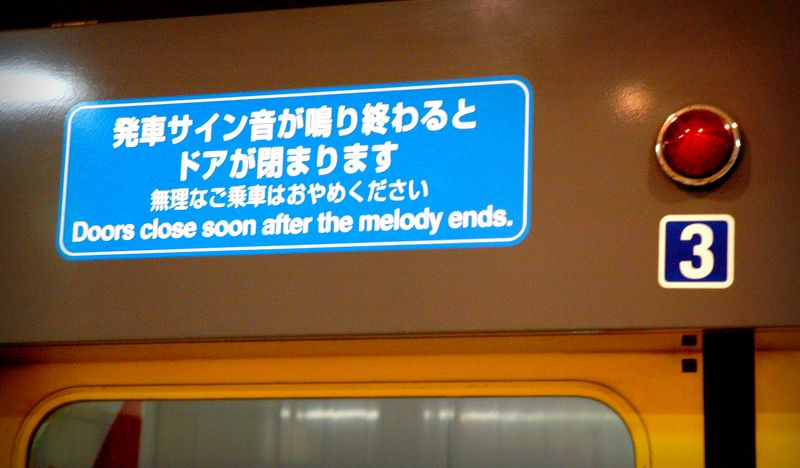 発車サイン音が鳴り終わると
ドアが閉まります
無理なご乗車はおやめください
Doors close soon after the melody ends.
3